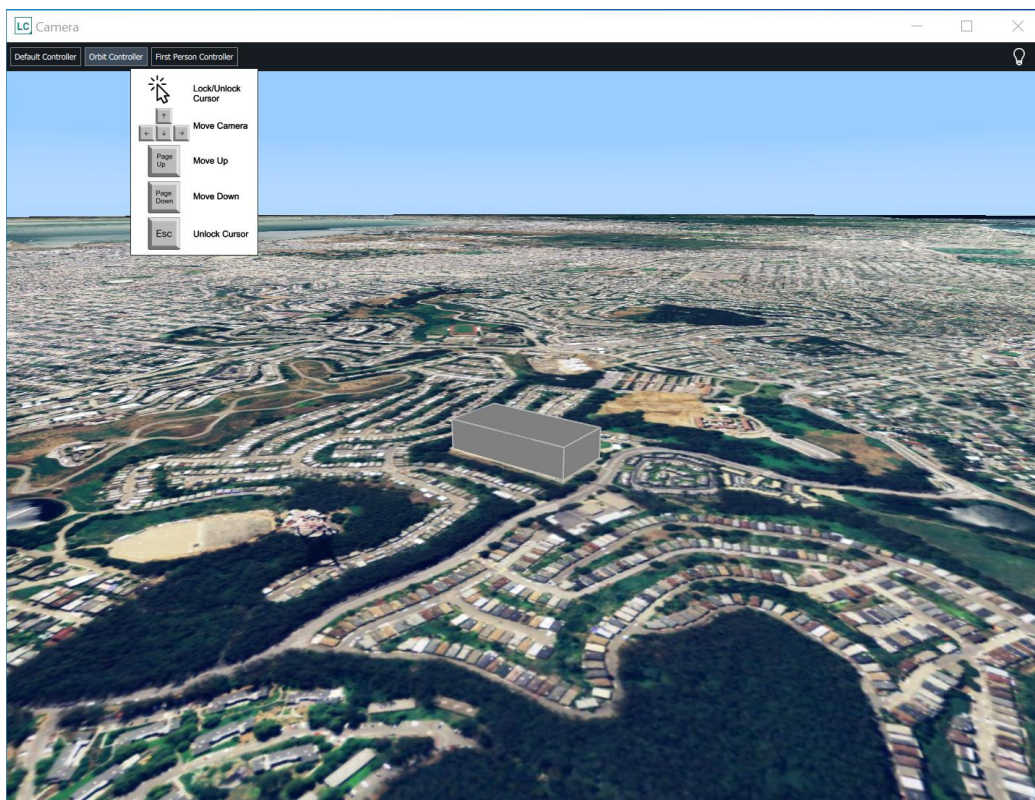 LC Camera
Default Controller Orbit Controller First Person Controller
Lock/Unlock
Cursor
↑
← ↓ →
Move Camera
Page
Up
Move Up
Page
Down
Move Down
Esc
Unlock Cursor